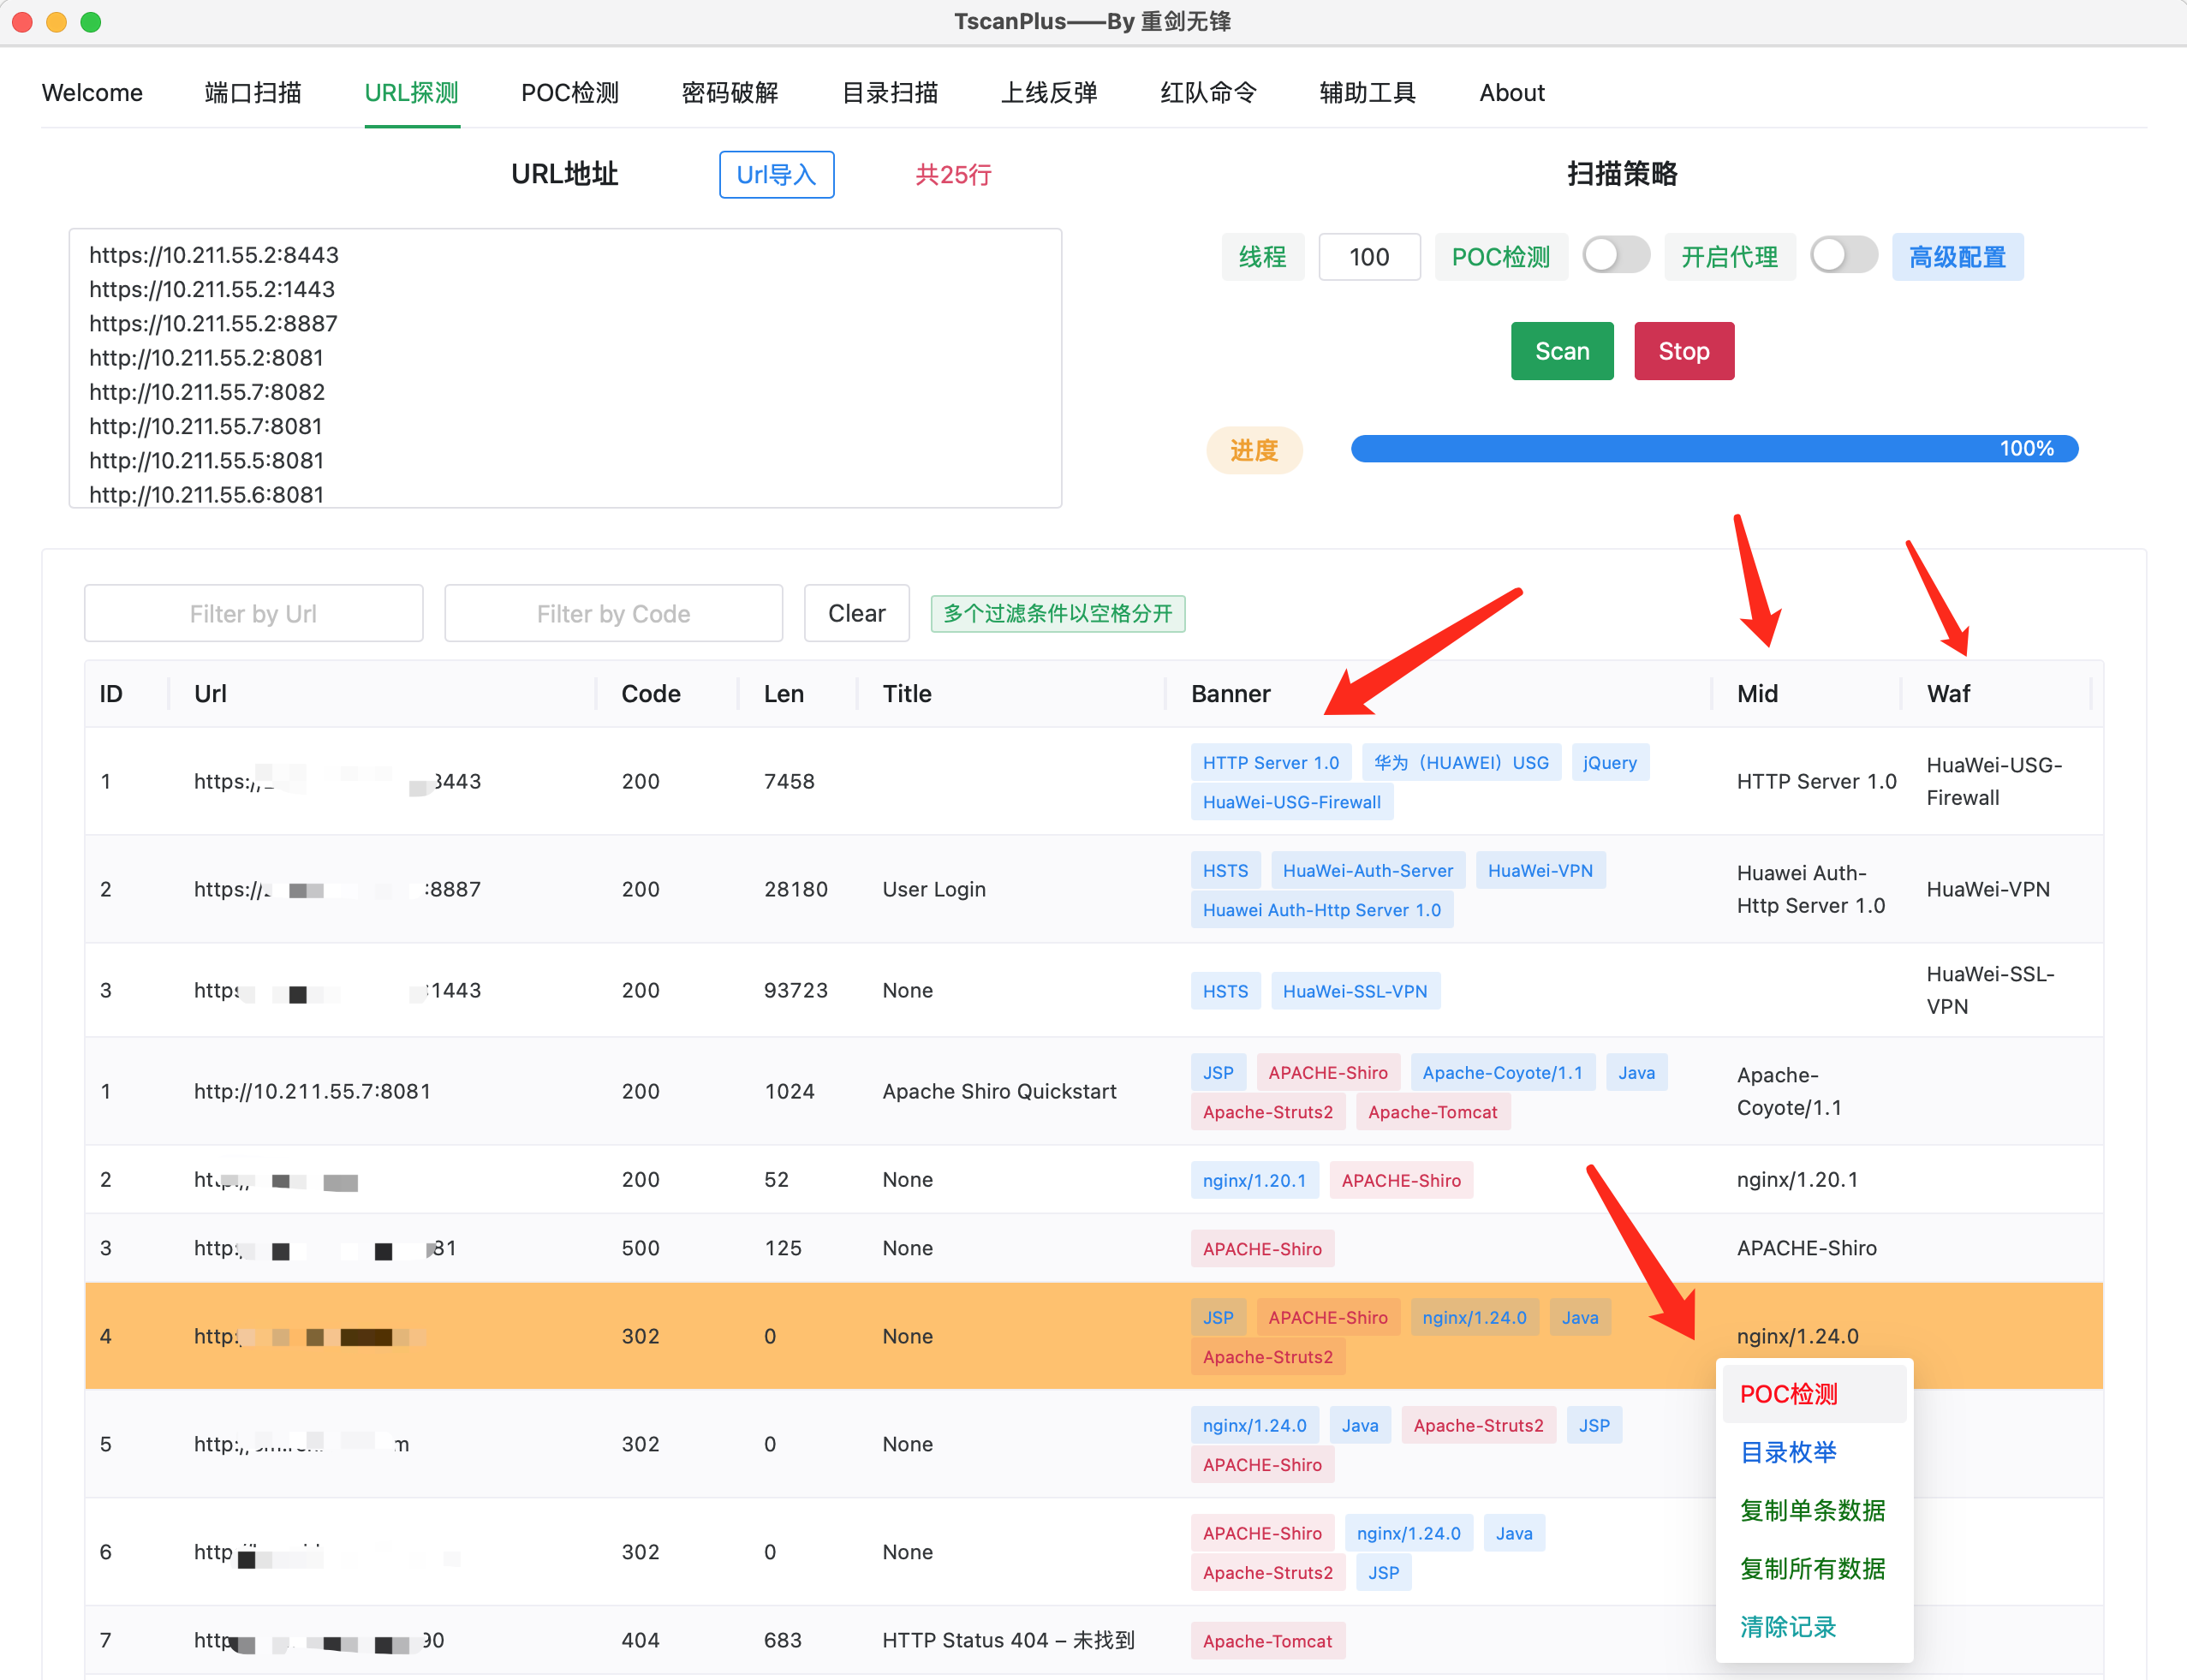 TscanPlus——By 重剑无锋
Welcome 端口扫描 URL探测 POC检测 密码破解 目录扫描 上线反弹 红队命令 辅助工具 About
URL地址 Url导入 共25行
https://10.211.55.2:8443
https://10.211.55.2:1443
https://10.211.55.2:8887
http://10.211.55.2:8081
http://10.211.55.7:8082
http://10.211.55.7:8081
http://10.211.55.5:8081
http://10.211.55.6:8081
扫描策略
线程 100 POC检测 开启代理 高级配置
Scan Stop
进度 100%
Filter by Url Filter by Code Clear 多个过滤条件以空格分开
ID Url Code Len Title Banner Mid Waf
1 https:/ 3443 200 7458 HTTP Server 1.0 华为（HUAWEI）USG jQuery HTTP Server 1.0 HuaWei-USG-
HuaWei-USG-Firewall Firewall
2 https:// :8887 200 28180 User Login HSTS HuaWei-Auth-Server HuaWei-VPN Huawei Auth- HuaWei-VPN
Huawei Auth-Http Server 1.0 Http Server 1.0
3 https :1443 200 93723 None HSTS HuaWei-SSL-VPN HuaWei-SSL-
VPN
1 http://10.211.55.7:8081 200 1024 Apache Shiro Quickstart JSP APACHE-Shiro Apache-Coyote/1.1 Java Apache-
Apache-Struts2 Apache-Tomcat Coyote/1.1
2 200 52 None nginx/1.20.1 APACHE-Shiro nginx/1.20.1
3 http: 81 500 125 None APACHE-Shiro APACHE-Shiro
4 http: 302 0 None JSP APACHE-Shiro nginx/1.24.0 Java nginx/1.24.0
Apache-Struts2
5 http:/ m 302 0 None nginx/1.24.0 Java Apache-Struts2 JSP
APACHE-Shiro
6 http 302 0 None APACHE-Shiro nginx/1.24.0 Java
Apache-Struts2 JSP
7 http 90 404 683 HTTP Status 404 – 未找到 Apache-Tomcat
POC检测
目录枚举
复制单条数据
复制所有数据
清除记录